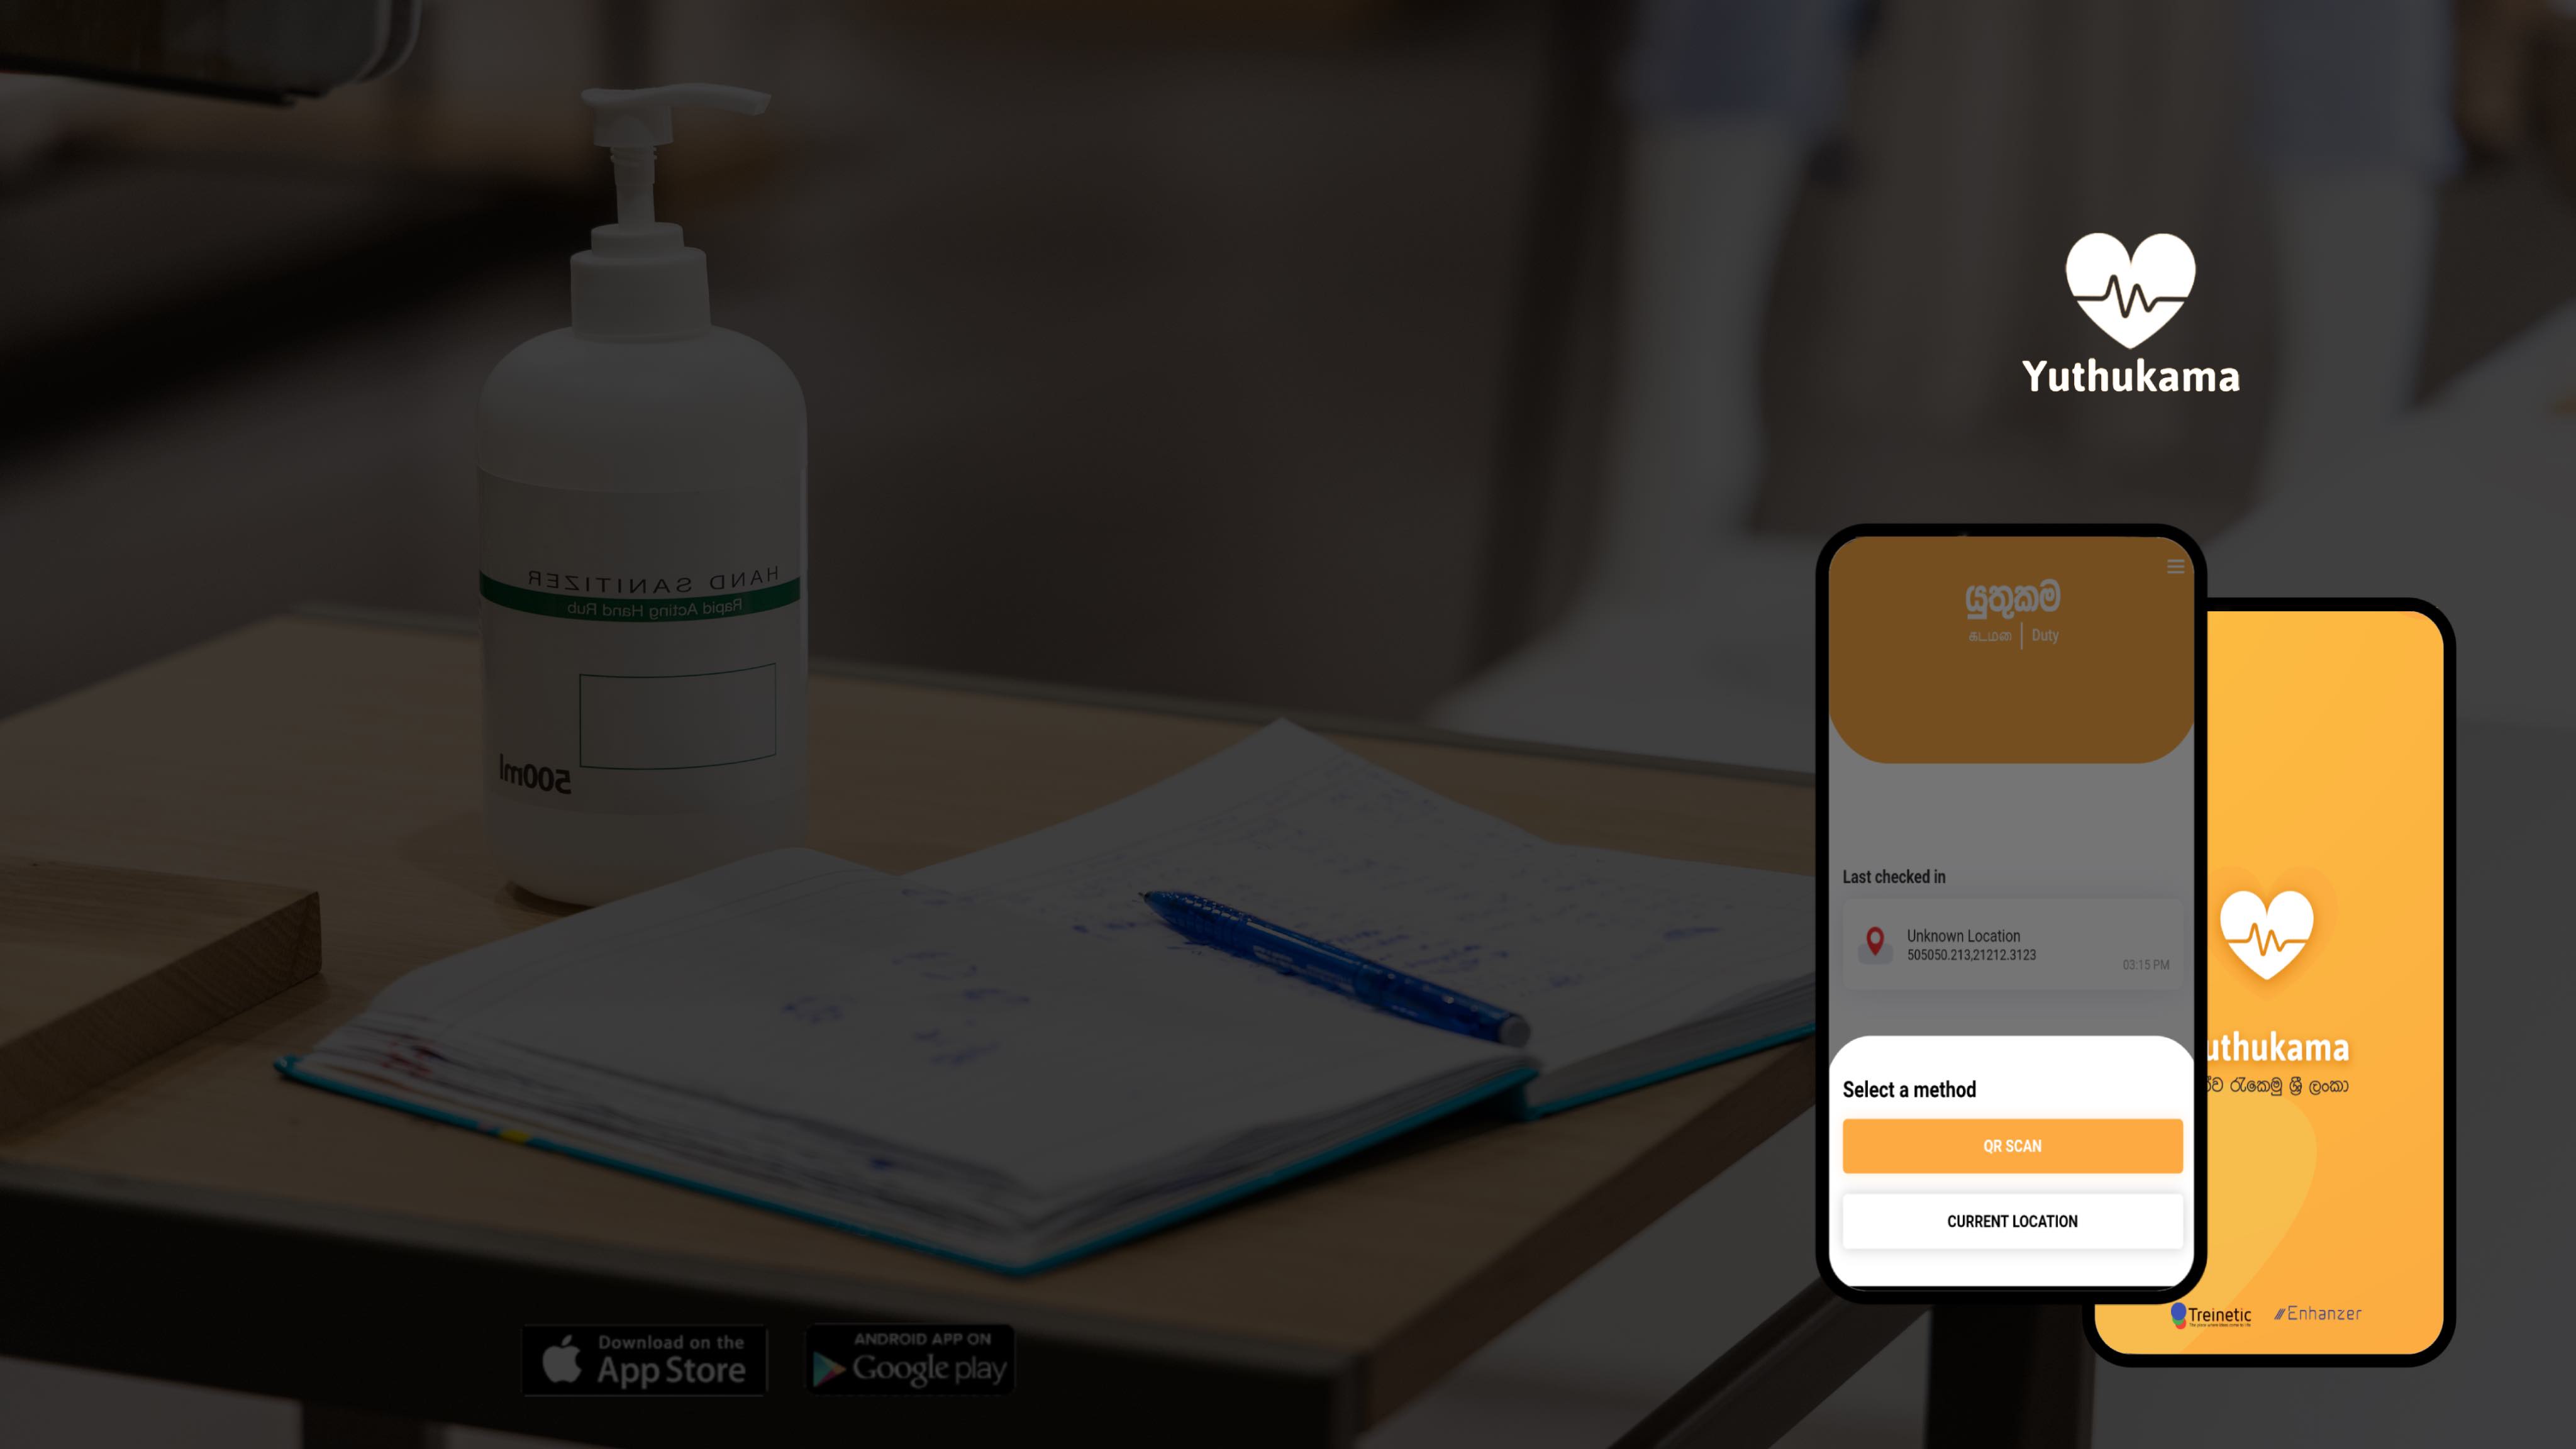 HAND SANITIZER
Rapid Acting Hand Rub
500ml
Download on the
App Store
ANDROID APP ON
Google play
Yuthukama
යුතුකම
கடமை | Duty
Last checked in
Unknown Location
505050.213,21212.3123
03:15 PM
Select a method
QR SCAN
CURRENT LOCATION
uthukama
රැකෙමු ශ්‍රී ලංකා
Treinetic
Enhanzer